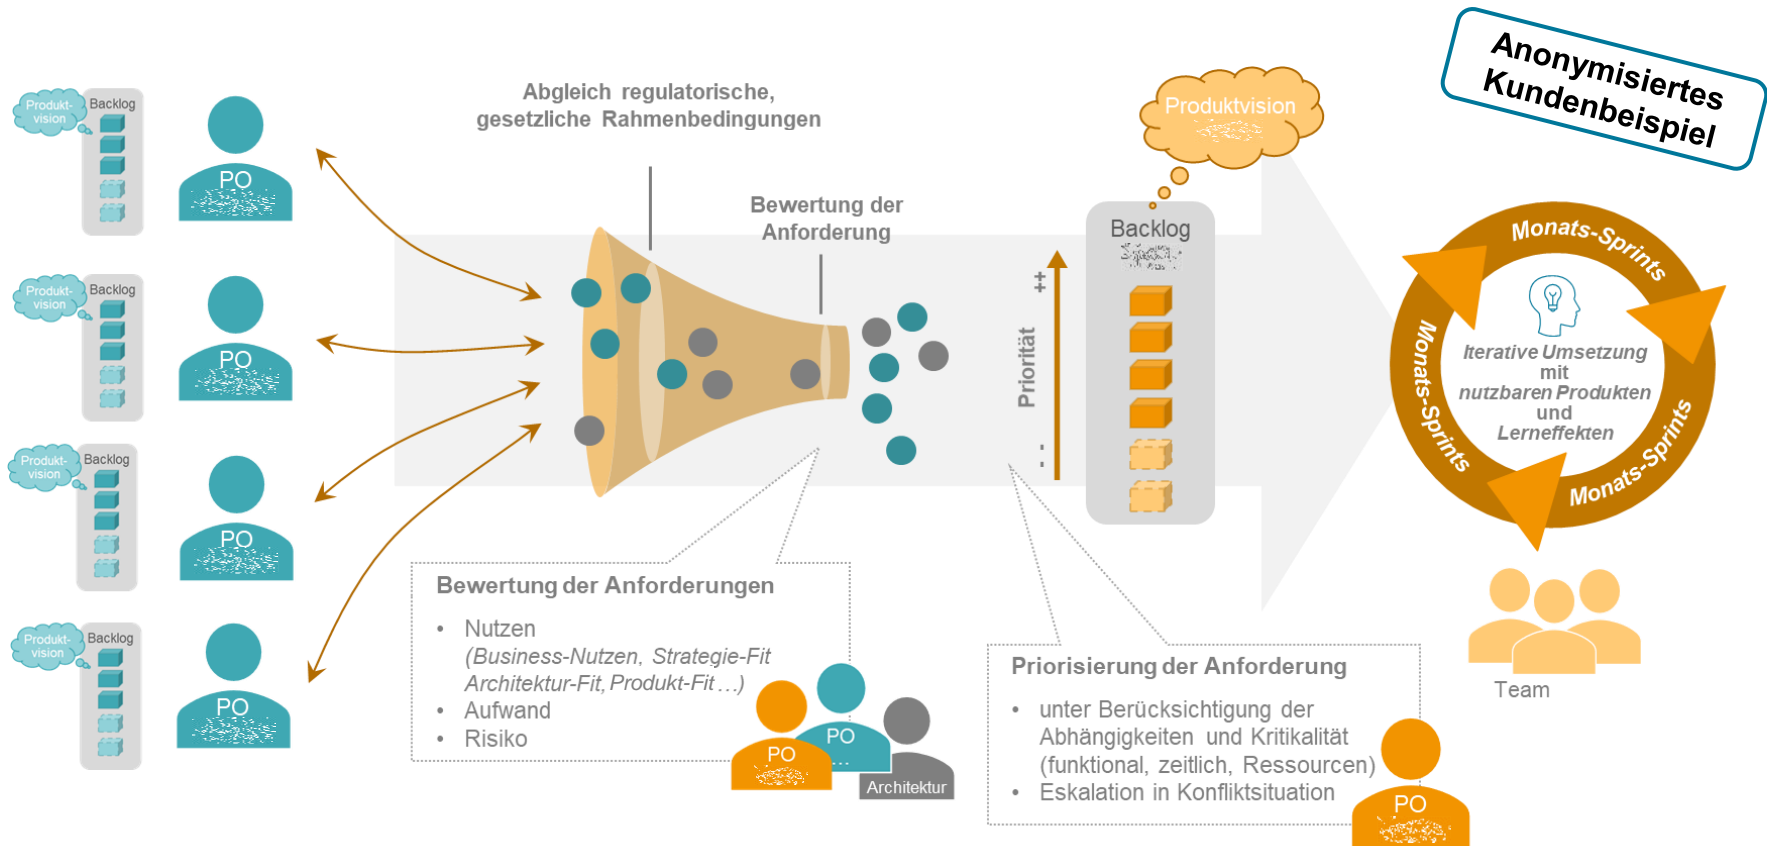 Anonymisiertes
Kundenbeispiel
Produkt-
vision
Backlog
PO
Produkt-
vision
Backlog
PO
Produkt-
vision
Backlog
PO
Produkt-
vision
Backlog
PO
Abgleich regulatorische,
gesetzliche Rahmenbedingungen
Bewertung der
Anforderung
Produktvision
Backlog
++
Priorität
- -
Monats-Sprints
Monats-Sprints
Monats-Sprints
Iterative Umsetzung
mit
nutzbaren Produkten
und
Lerneffekten
Team
Bewertung der Anforderungen
• Nutzen
(Business-Nutzen, Strategie-Fit
Architektur-Fit, Produkt-Fit …)
• Aufwand
• Risiko
PO
PO
...
Architektur
Priorisierung der Anforderung
• unter Berücksichtigung der
Abhängigkeiten und Kritikalität
(funktional, zeitlich, Ressourcen)
• Eskalation in Konfliktsituation
PO